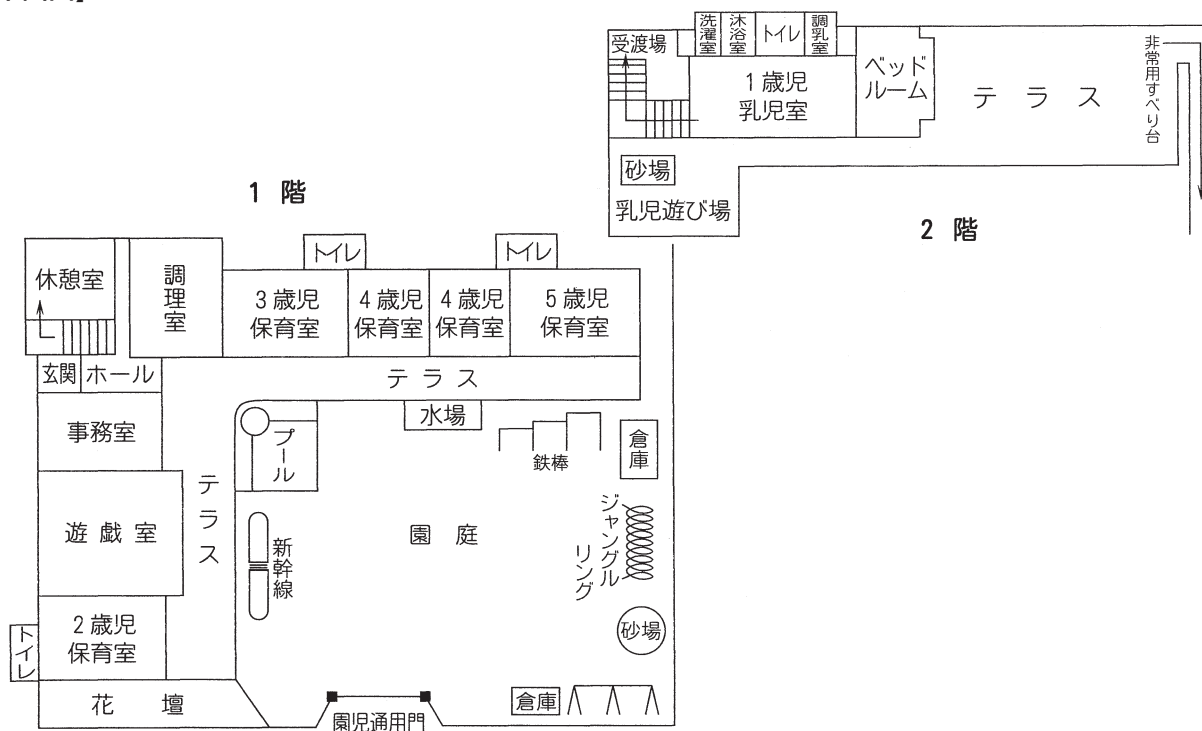 受渡場
洗濯室
沐浴室
トイレ
調乳室
1歳児
乳児室
ベッド
ルーム
テラス
非常用すべり台
砂場
乳児遊び場
2 階
1 階
休憩室
調理室
トイレ
トイレ
3歳児
保育室
4歳児
保育室
4歳児
保育室
5歳児
保育室
玄関
ホール
テラス
事務室
プール
水場
鉄棒
倉庫
遊戯室
テラス
新幹線
園庭
ジャングル
リング
砂場
2歳児
保育室
トイレ
花壇
園児通用門
倉庫